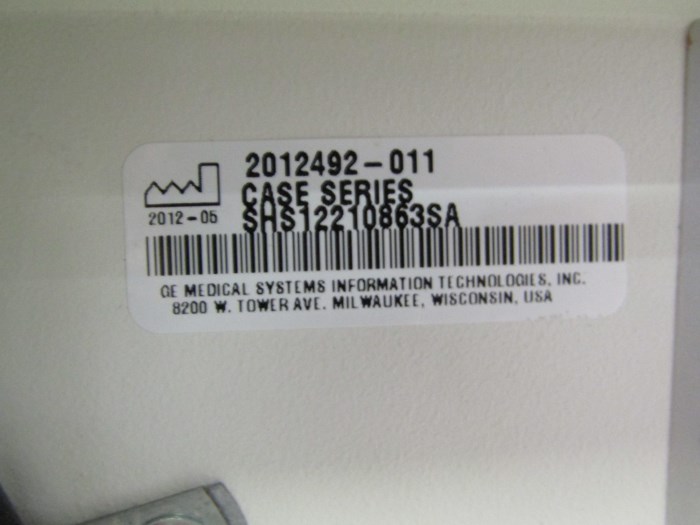 2012492-011
CASE SERIES
2012-05
SHS12210863SA
GE MEDICAL SYSTEMS INFORMATION TECHNOLOGIES, INC.
8200 W. TOWER AVE. MILWAUKEE, WISCONSIN, USA